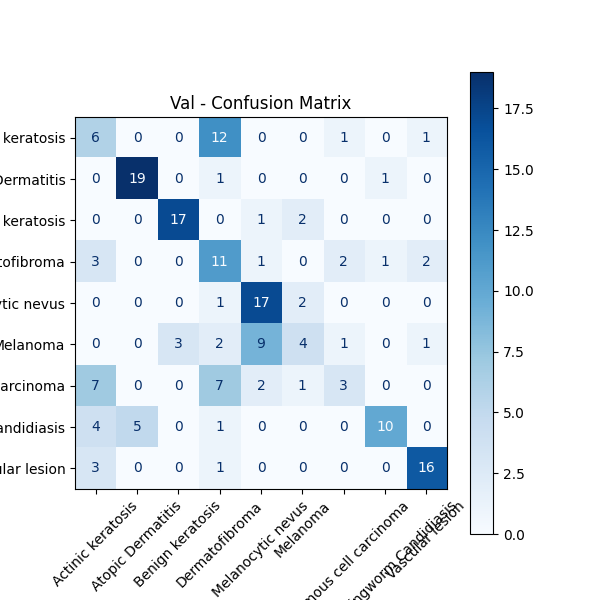 Val - Confusion Matrix
keratosis 6 0 0 12 0 0 1 0 1
Dermatitis 0 19 0 1 0 0 0 1 0
keratosis 0 0 17 0 1 2 0 0 0
tofibroma 3 0 0 11 1 0 2 1 2
ytic nevus 0 0 0 1 17 2 0 0 0
Melanoma 0 0 3 2 9 4 1 0 1
arcinoma 7 0 0 7 2 1 3 0 0
andidiasis 4 5 0 1 0 0 0 10 0
ular lesion 3 0 0 1 0 0 0 0 16
Actinic keratosis
Atopic Dermatitis
Benign keratosis
Dermatofibroma
Melanocytic nevus
Melanoma
mous cell carcinoma
ngworm Candidiasis
Vascular lesion
17.5
15.0
12.5
10.0
7.5
5.0
2.5
0.0